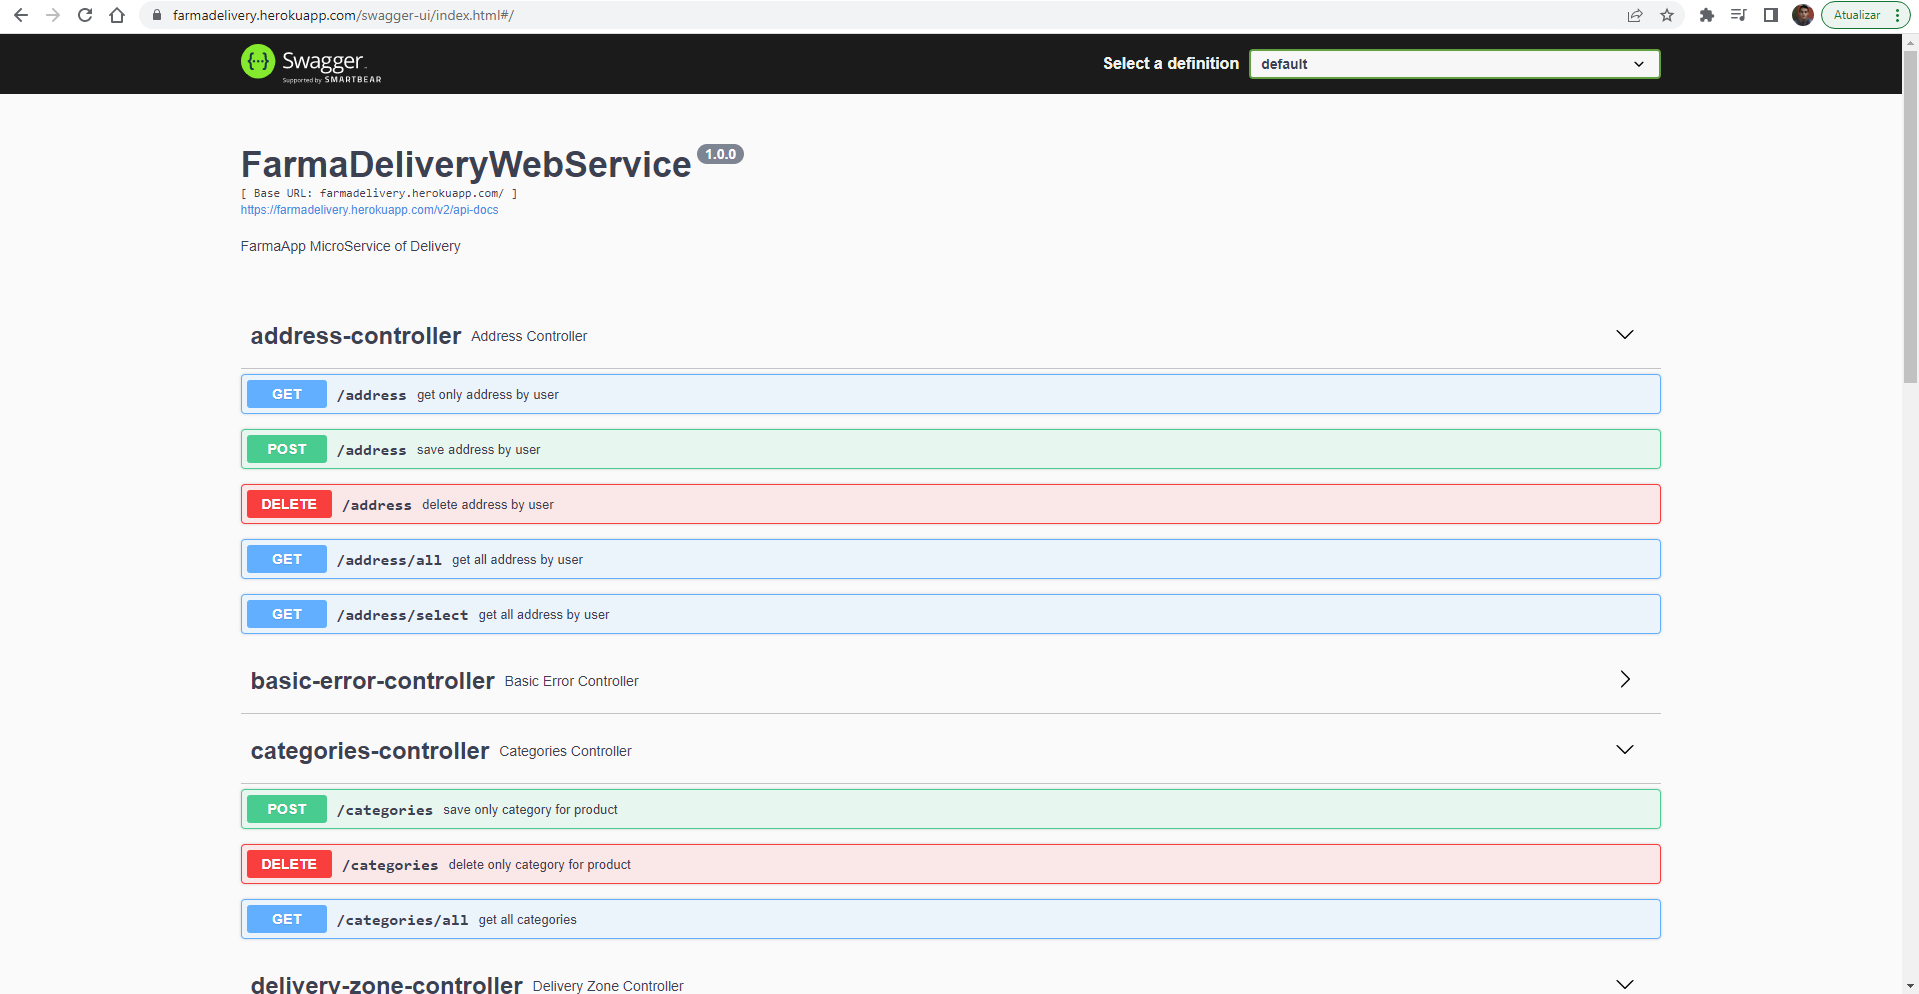 farmadelivery.herokuapp.com/swagger-ui/index.html#/
Atualizar
Swagger
Supported by SMARTBEAR
Select a definition
default
FarmaDeliveryWebService 1.0.0
[ Base URL: farmadelivery.herokuapp.com/ ]
https://farmadelivery.herokuapp.com/v2/api-docs
FarmaApp MicroService of Delivery
address-controller Address Controller
GET /address get only address by user
POST /address save address by user
DELETE /address delete address by user
GET /address/all get all address by user
GET /address/select get all address by user
basic-error-controller Basic Error Controller
categories-controller Categories Controller
POST /categories save only category for product
DELETE /categories delete only category for product
GET /categories/all get all categories
delivery-zone-controller Delivery Zone Controller